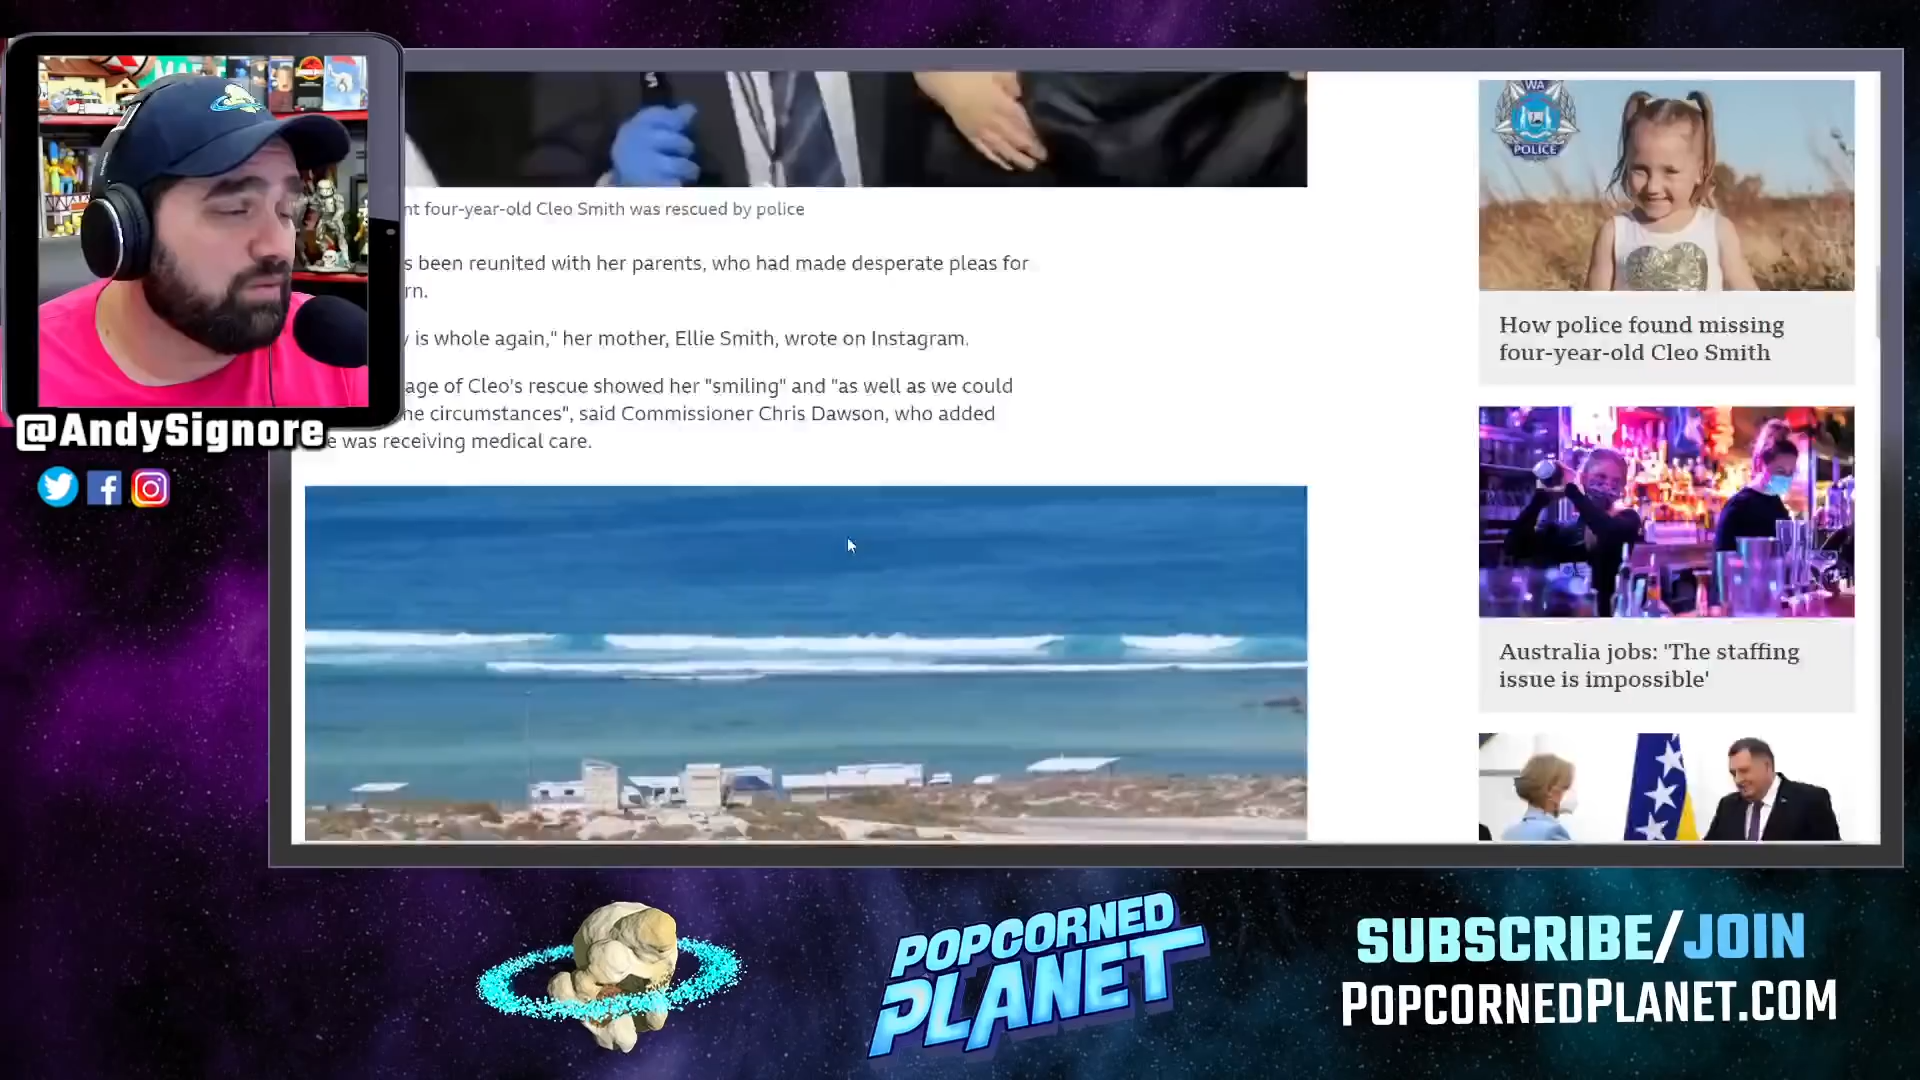 WA
POLICE
nt four-year-old Cleo Smith was rescued by police
s been reunited with her parents, who had made desperate pleas for
rn.
y is whole again," her mother, Ellie Smith, wrote on Instagram.
age of Cleo's rescue showed her "smiling" and "as well as we could
he circumstances", said Commissioner Chris Dawson, who added
e was receiving medical care.
How police found missing
four-year-old Cleo Smith
Australia jobs: 'The staffing
issue is impossible'
@AndySignore
POPCORNED
PLANET
SUBSCRIBE/JOIN
POPCORNEDPLANET.COM